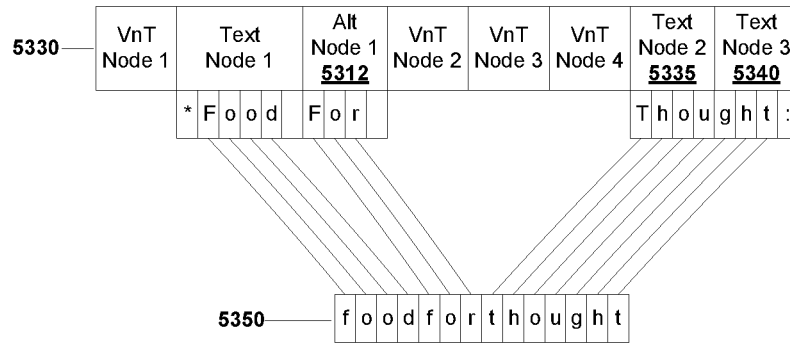 5330 VnT Node 1 Text Node 1 Alt Node 1 5312 VnT Node 2 VnT Node 3 VnT Node 4 Text Node 2 5335 Text Node 3 5340
* F o o d F o r T h o u g h t :
5350 f o o d f o r t h o u g h t